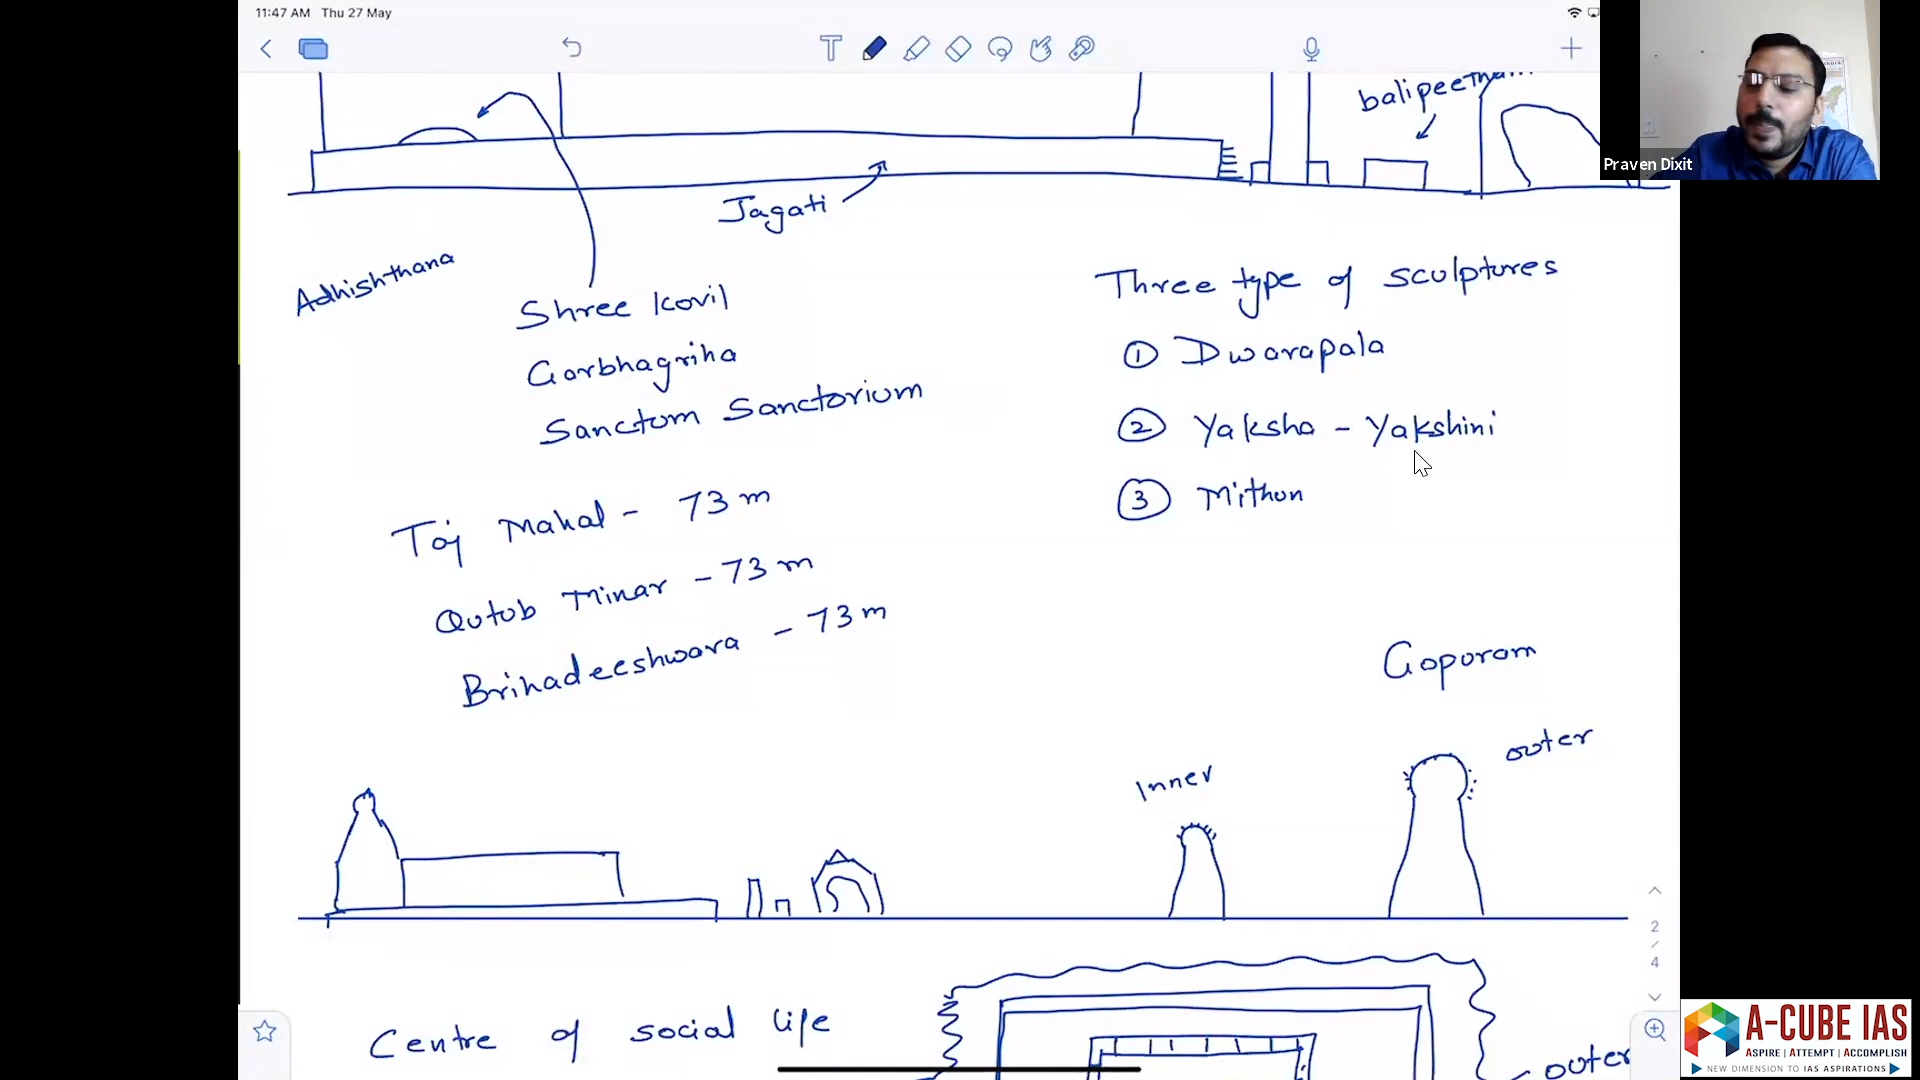 11:47 AM Thu 27 May
balipeetham
Praven Dixit
Jagati
Adhishthana
Shree Kovil
Garbhagriha
Sanctum Sanctorium
Three type of sculptures
1 Dwarapala
2 Yaksha - Yakshini
3 Mithun
Taj Mahal - 73 m
Qutub Minar - 73 m
Brihadeeshwara - 73 m
Gopuram
outer
Inner
2
/
4
Centre of social life
outer
A-CUBE IAS
ASPIRE | ATTEMPT | ACCOMPLISH
NEW DIMENSION TO IAS ASPIRATIONS